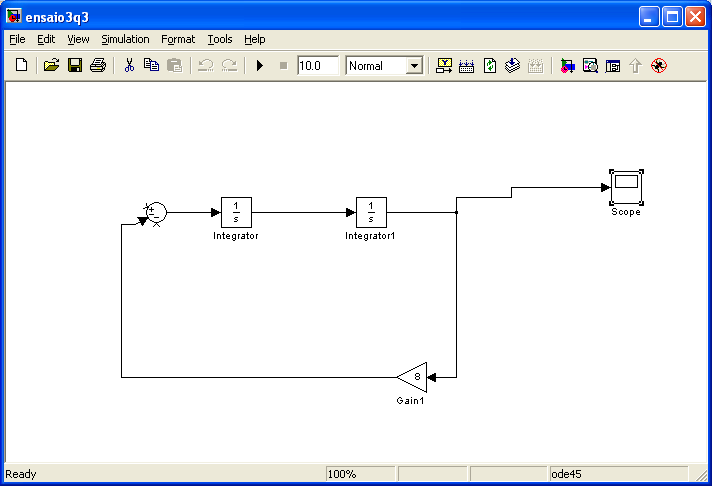 ensaio3q3
File Edit View Simulation Format Tools Help
10.0 Normal
1
s
Integrator
1
s
Integrator1
Scope
8
Gain1
Ready 100% ode45